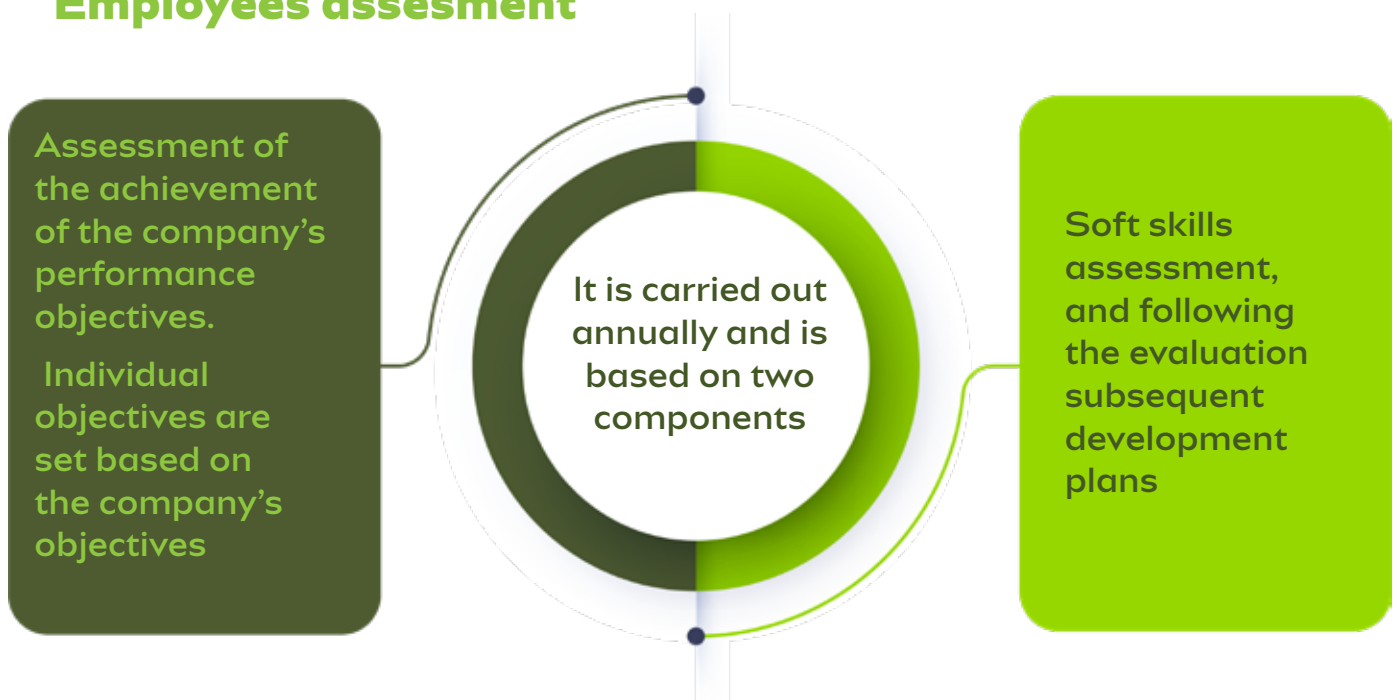 Employees assesment
Assessment of
the achievement
of the company's
performance
objectives.
Individual
objectives are
set based on
the company's
objectives
It is carried out
annually and is
based on two
components
Soft skills
assessment,
and following
the evaluation
subsequent
development
plans